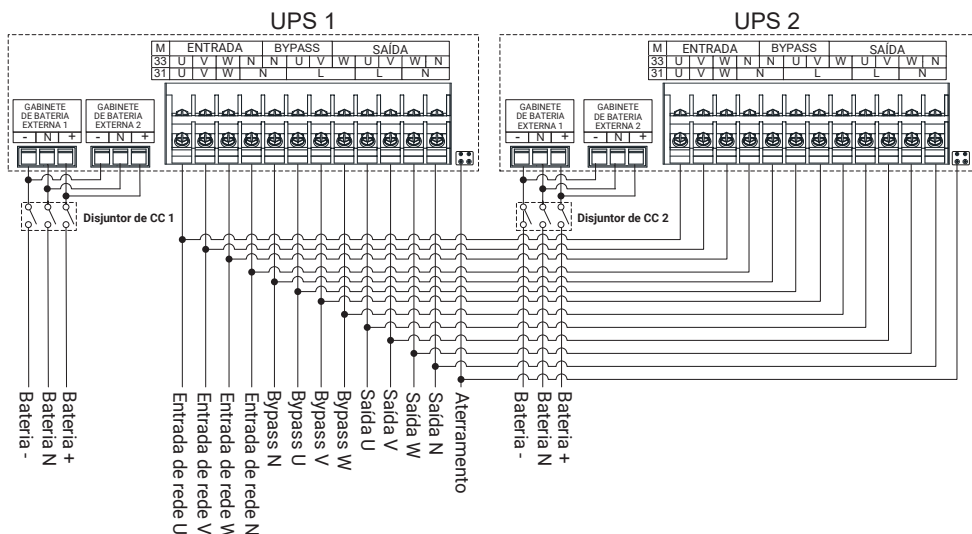 UPS 1
M ENTRADA BYPASS SAÍDA
33 U V W N N U V W U V W N
31 U V W N L L N
GABINETE DE BATERIA EXTERNA 1
- N +
GABINETE DE BATERIA EXTERNA 2
- N +
Disjuntor de CC 1
Bateria -
Bateria N
Bateria +
Entrada de rede U
Entrada de rede V
Entrada de rede W
Entrada de rede N
Bypass N
Bypass U
Bypass V
Bypass W
Saída U
Saída V
Saída W
Saída N
Aterramento
UPS 2
M ENTRADA BYPASS SAÍDA
33 U V W N N U V W U V W N
31 U V W N L L N
GABINETE DE BATERIA EXTERNA 1
- N +
GABINETE DE BATERIA EXTERNA 2
- N +
Disjuntor de CC 2
Bateria -
Bateria N
Bateria +